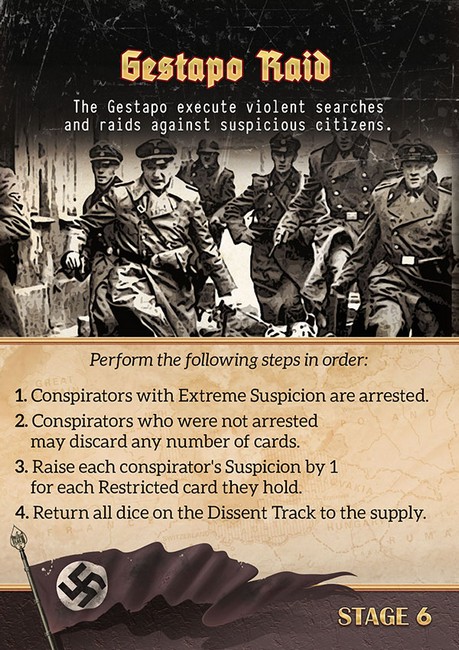 Gestapo Raid
The Gestapo execute violent searches
and raids against suspicious citizens.
Perform the following steps in order:
1. Conspirators with Extreme Suspicion are arrested.
2. Conspirators who were not arrested
may discard any number of cards.
3. Raise each conspirator's Suspicion by 1
for each Restricted card they hold.
4. Return all dice on the Dissent Track to the supply.
STAGE 6